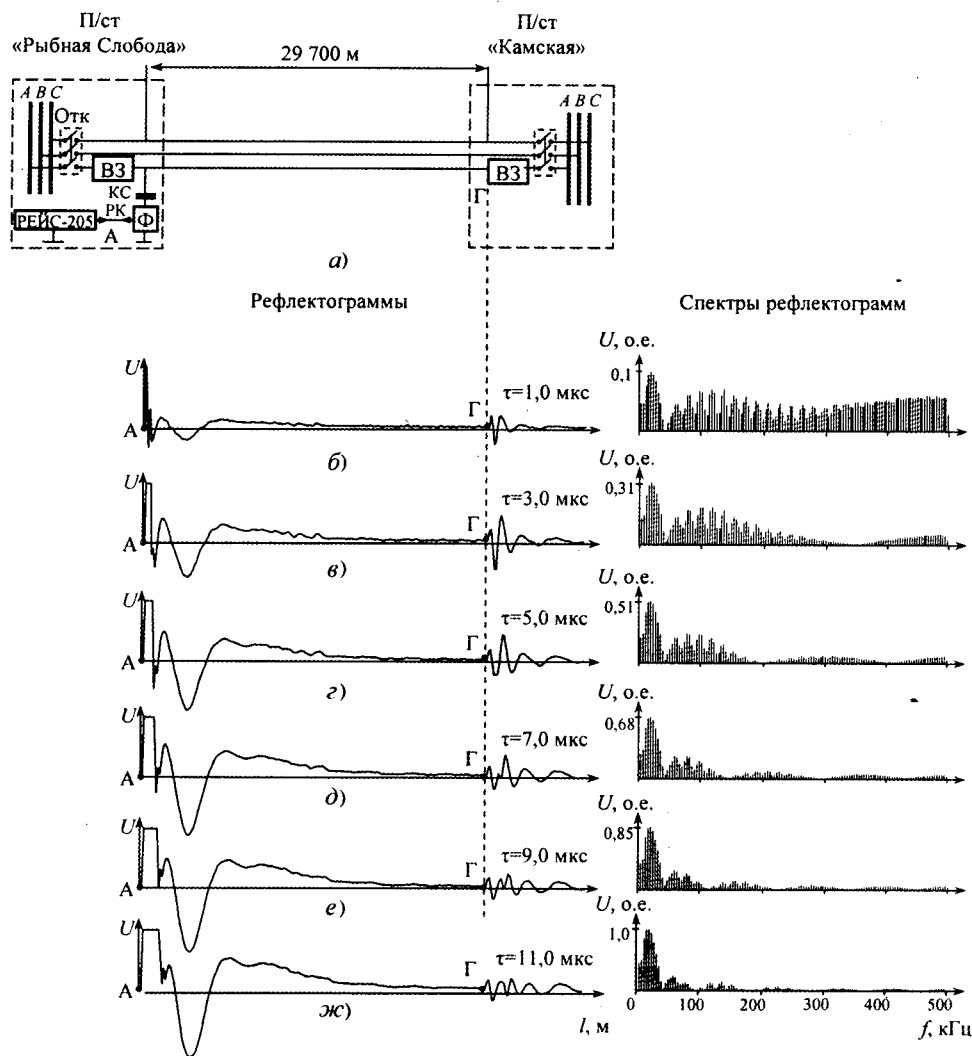 П/ст
«Рыбная Слобода»
П/ст
«Камская»
29 700 м
A B C
Отк
ВЗ
КС
РК
РЕЙС-205
Ф
А
ВЗ
Г
A B C
а)
Рефлектограммы
Спектры рефлектограмм
U
А
Г
τ=1,0 мкс
б)
U, о.е.
0,1
U
А
Г
τ=3,0 мкс
в)
U, о.е.
0,31
U
А
Г
τ=5,0 мкс
г)
U, о.е.
0,51
U
А
Г
τ=7,0 мкс
д)
U, о.е.
0,68
U
А
Г
τ=9,0 мкс
е)
U, о.е.
0,85
U
А
Г
τ=11,0 мкс
ж)
l, м
U, о.е.
1,0
0 100 200 300 400 500
f, кГц